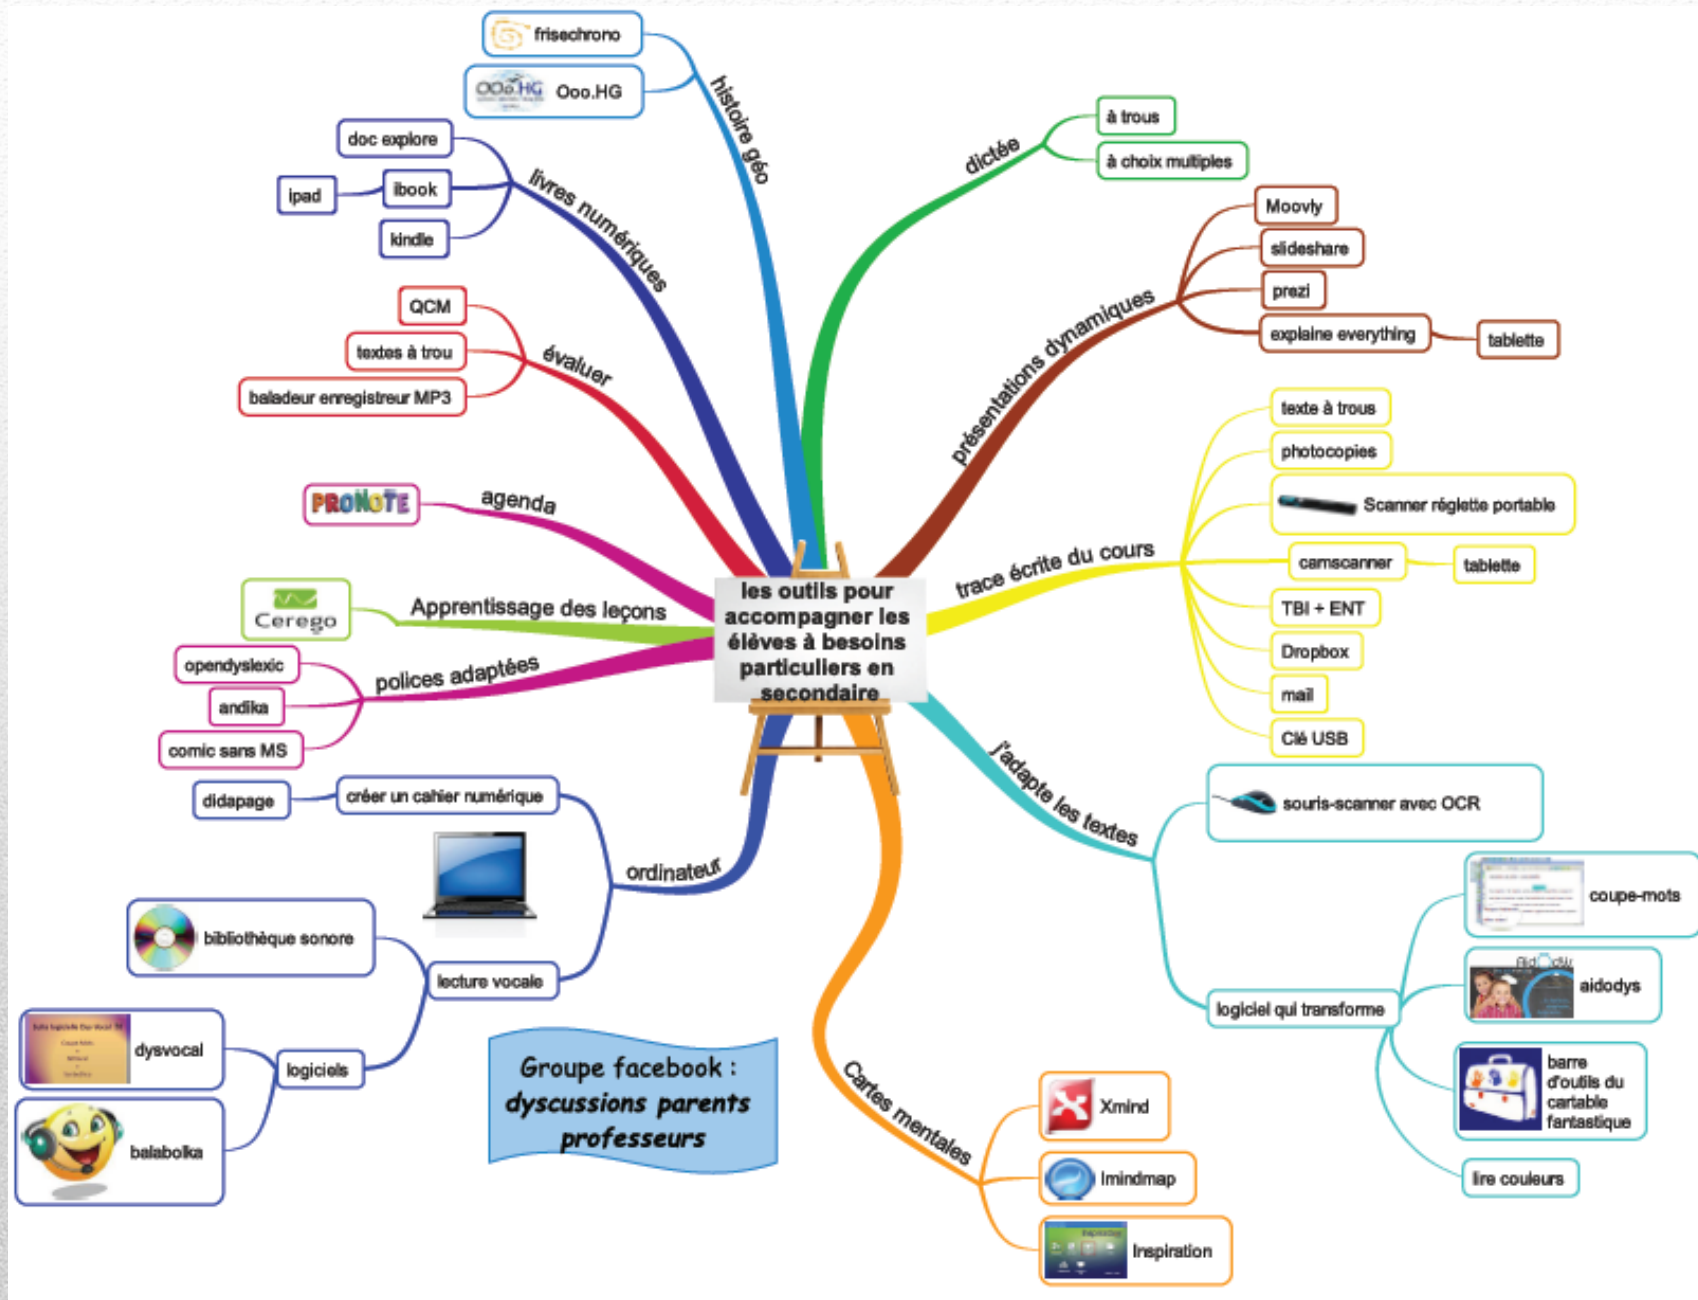 les outils pour
accompagner les
élèves à besoins
particuliers en
secondaire
histoire géo
frisechrono
OOo.HG
Ooo.HG
dictée
à trous
à choix multiples
présentations dynamiques
Moovly
slideshare
prezi
explaine everything
tablette
trace écrite du cours
texte à trous
photocopies
Scanner réglette portable
camscanner
tablette
TBI + ENT
Dropbox
mail
Clé USB
j'adapte les textes
souris-scanner avec OCR
logiciel qui transforme
coupe-mots
aidodys
barre
d'outils du
cartable
fantastique
lire couleurs
Cartes mentales
Xmind
Imindmap
Inspiration
ordinateur
créer un cahier numérique
didapage
lecture vocale
bibliothèque sonore
logiciels
dysvocal
balabolka
polices adaptées
opendyslexic
andika
comic sans MS
Apprentissage des leçons
Cerego
agenda
PRONOTE
évaluer
QCM
textes à trou
baladeur enregistreur MP3
livres numériques
doc explore
ibook
ipad
kindle
Groupe facebook :
dyscussions parents
professeurs